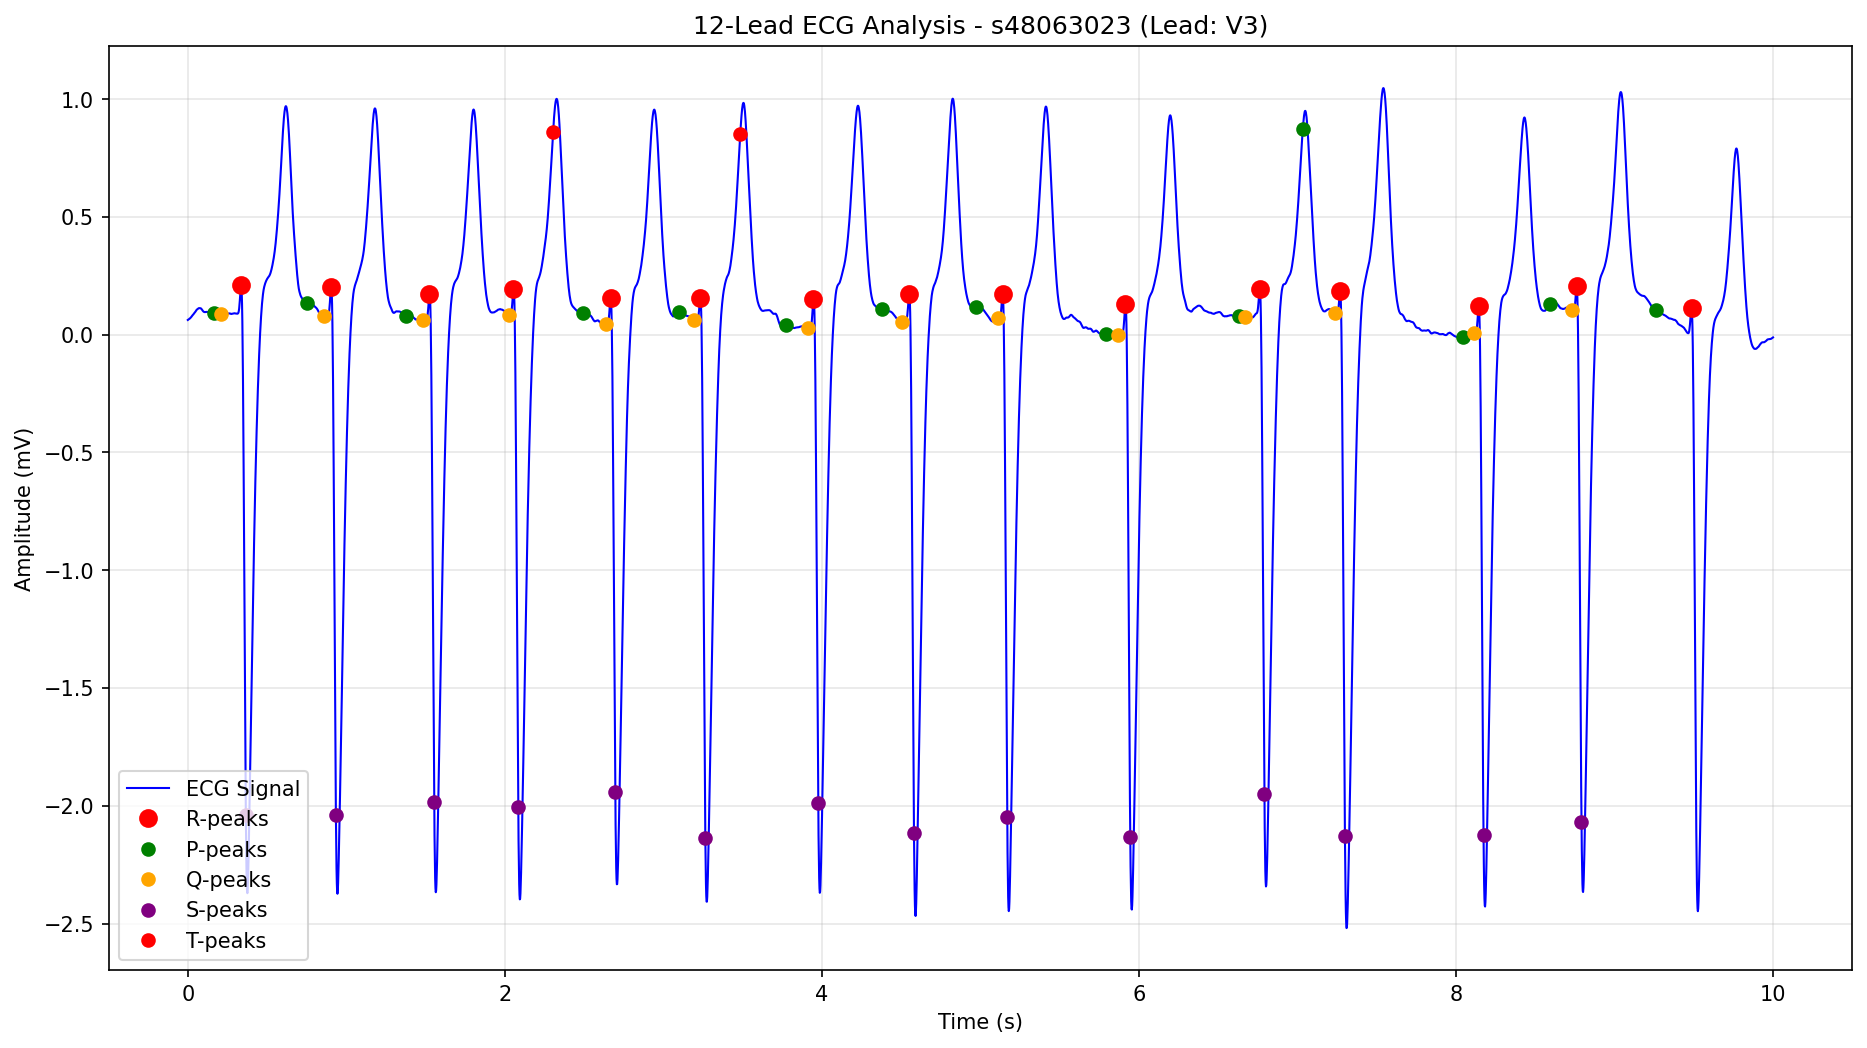 12-Lead ECG Analysis - s48063023 (Lead: V3)
1.0
0.5
0.0
−0.5
−1.0
−1.5
−2.0
−2.5
Amplitude (mV)
ECG Signal
R-peaks
P-peaks
Q-peaks
S-peaks
T-peaks
0 2 4 6 8 10
Time (s)